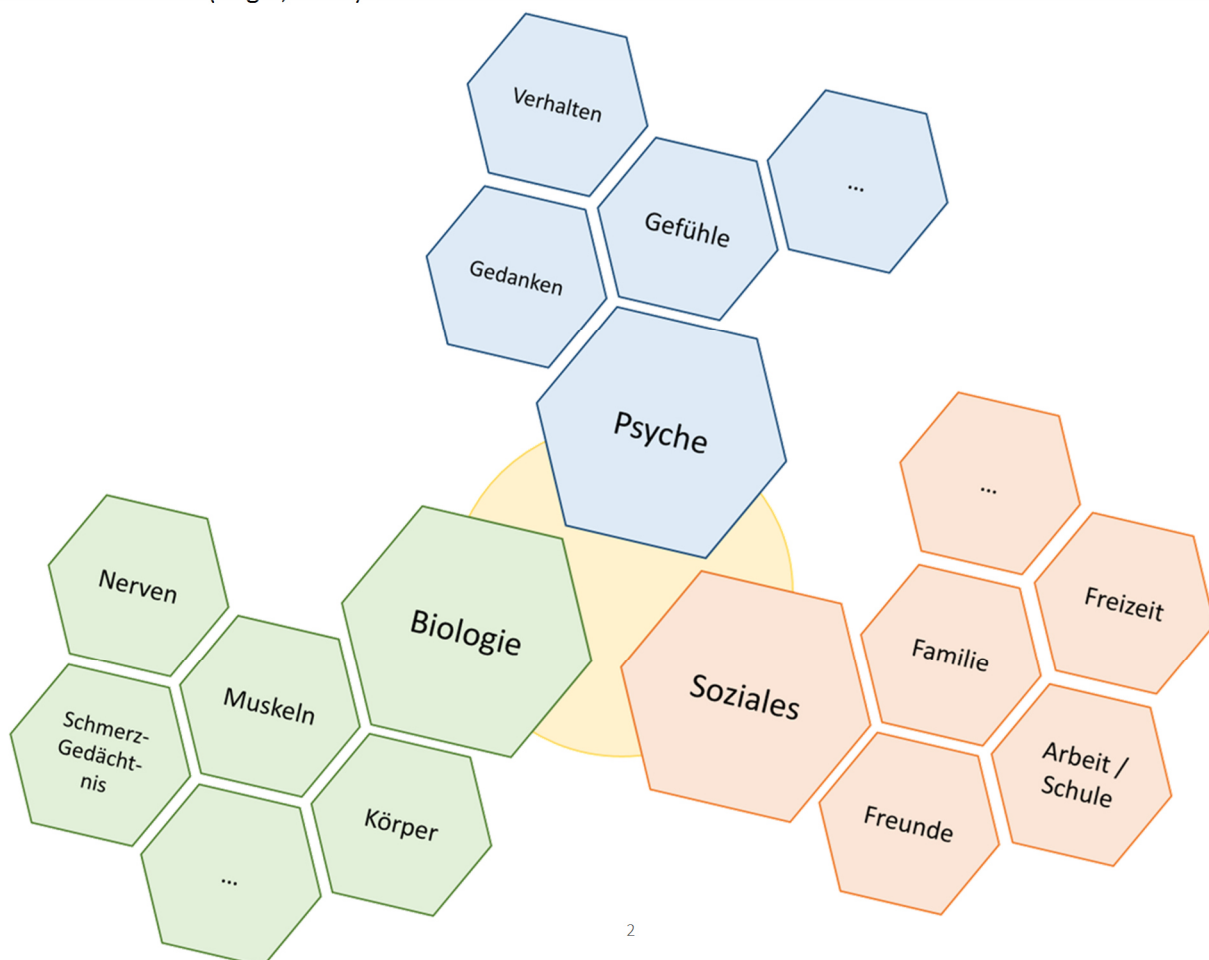 Verhalten
...
Gefühle
Gedanken
Psyche
...
Nerven
Freizeit
Biologie
Familie
Muskeln
Soziales
Schmerz-
Gedächt-
nis
Arbeit /
Schule
Körper
Freunde
...
2